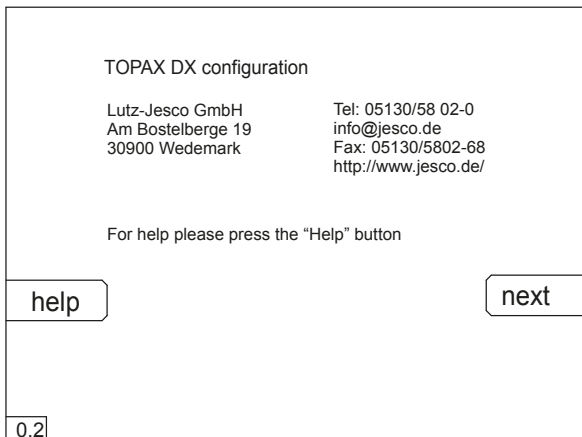 TOPAX DX configuration
Lutz-Jesco GmbH
Am Bostelberge 19
30900 Wedemark
Tel: 05130/58 02-0
info@jesco.de
Fax: 05130/5802-68
http://www.jesco.de/
For help please press the “Help” button
help
next
0.2